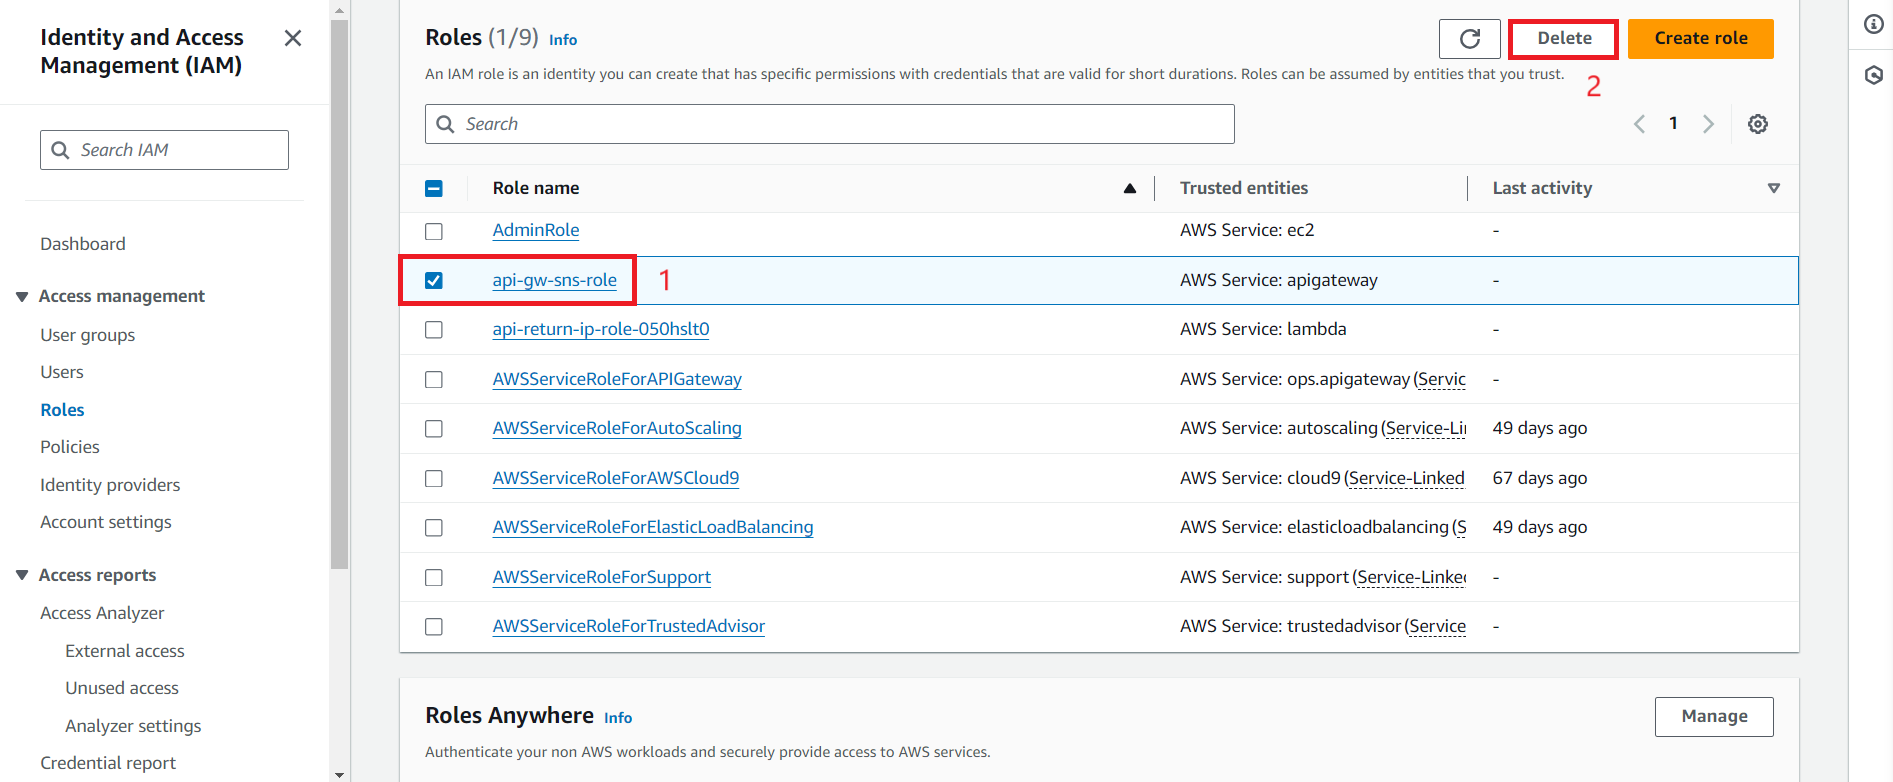 Identity and Access
Management (IAM)
Search IAM
Dashboard
Access management
User groups
Users
Roles
Policies
Identity providers
Account settings
Access reports
Access Analyzer
External access
Unused access
Analyzer settings
Credential report
Roles (1/9) Info
Delete
Create role
An IAM role is an identity you can create that has specific permissions with credentials that are valid for short durations. Roles can be assumed by entities that you trust.
2
Search
1
Role name Trusted entities Last activity
AdminRole AWS Service: ec2 -
api-gw-sns-role 1 AWS Service: apigateway -
api-return-ip-role-050hslt0 AWS Service: lambda -
AWSServiceRoleForAPIGateway AWS Service: ops.apigateway (Servic -
AWSServiceRoleForAutoScaling AWS Service: autoscaling (Service-Li 49 days ago
AWSServiceRoleForAWSCloud9 AWS Service: cloud9 (Service-Linked 67 days ago
AWSServiceRoleForElasticLoadBalancing AWS Service: elasticloadbalancing (S 49 days ago
AWSServiceRoleForSupport AWS Service: support (Service-Linke -
AWSServiceRoleForTrustedAdvisor AWS Service: trustedadvisor (Service -
Roles Anywhere Info
Manage
Authenticate your non AWS workloads and securely provide access to AWS services.